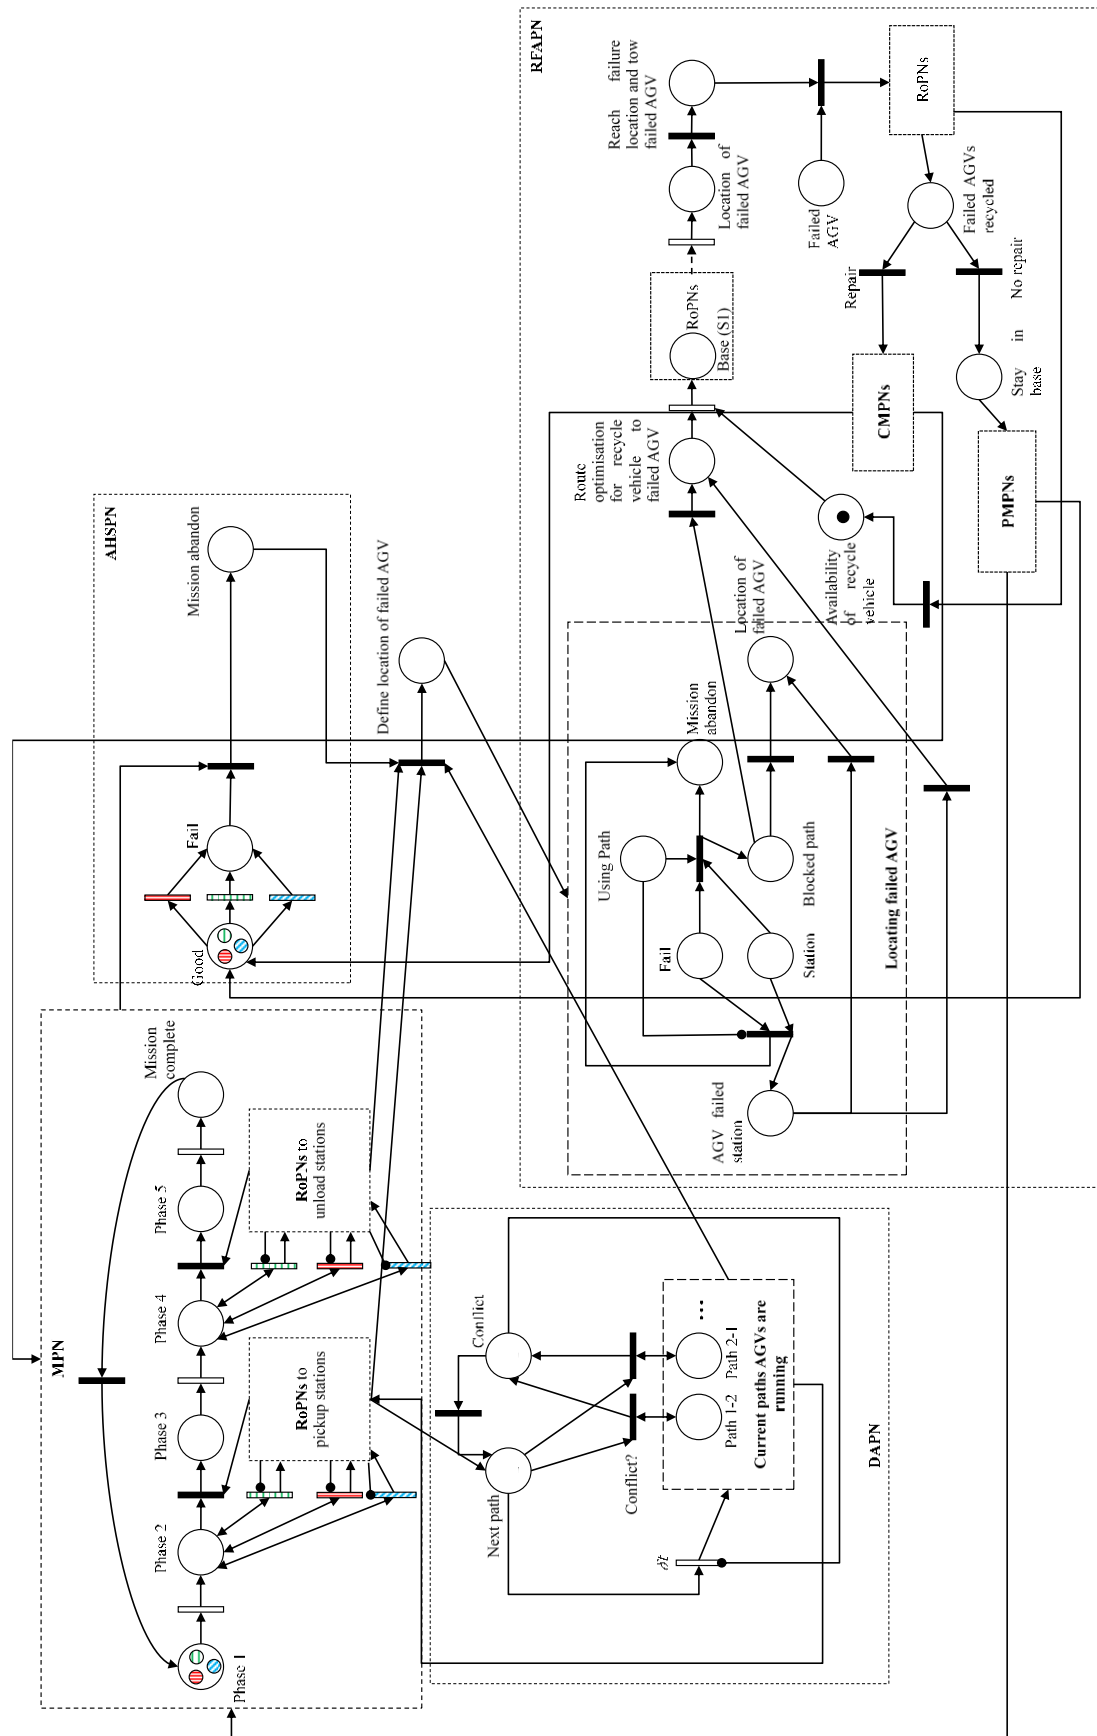 MPN
Phase 1
Phase 2
Phase 3
Phase 4
Phase 5
Mission
complete
RoPNs to
pickup stations
RoPNs to
unload stations
AHSPN
Good
Fail
Mission abandon
Define location of failed AGV
DAPN
Next path
Conflict
Conflict?
Path 1-2
Path 2-1
...
Current paths AGVs are
running
∂t
RFAPN
AGV failed
station
Fail
Station
Using Path
Blocked path
Mission
abandon
Location of
failed AGV
Locating failed AGV
Route
optimisation
for recycle
vehicle to
failed AGV
Availability
of recycle
vehicle
RoPNs
Base (S1)
Location of
failed AGV
Reach failure
location and tow
failed AGV
Failed
AGV
RoPNs
Failed AGVs
recycled
Repair
No repair
CMPNs
Stay in
base
PMPNs